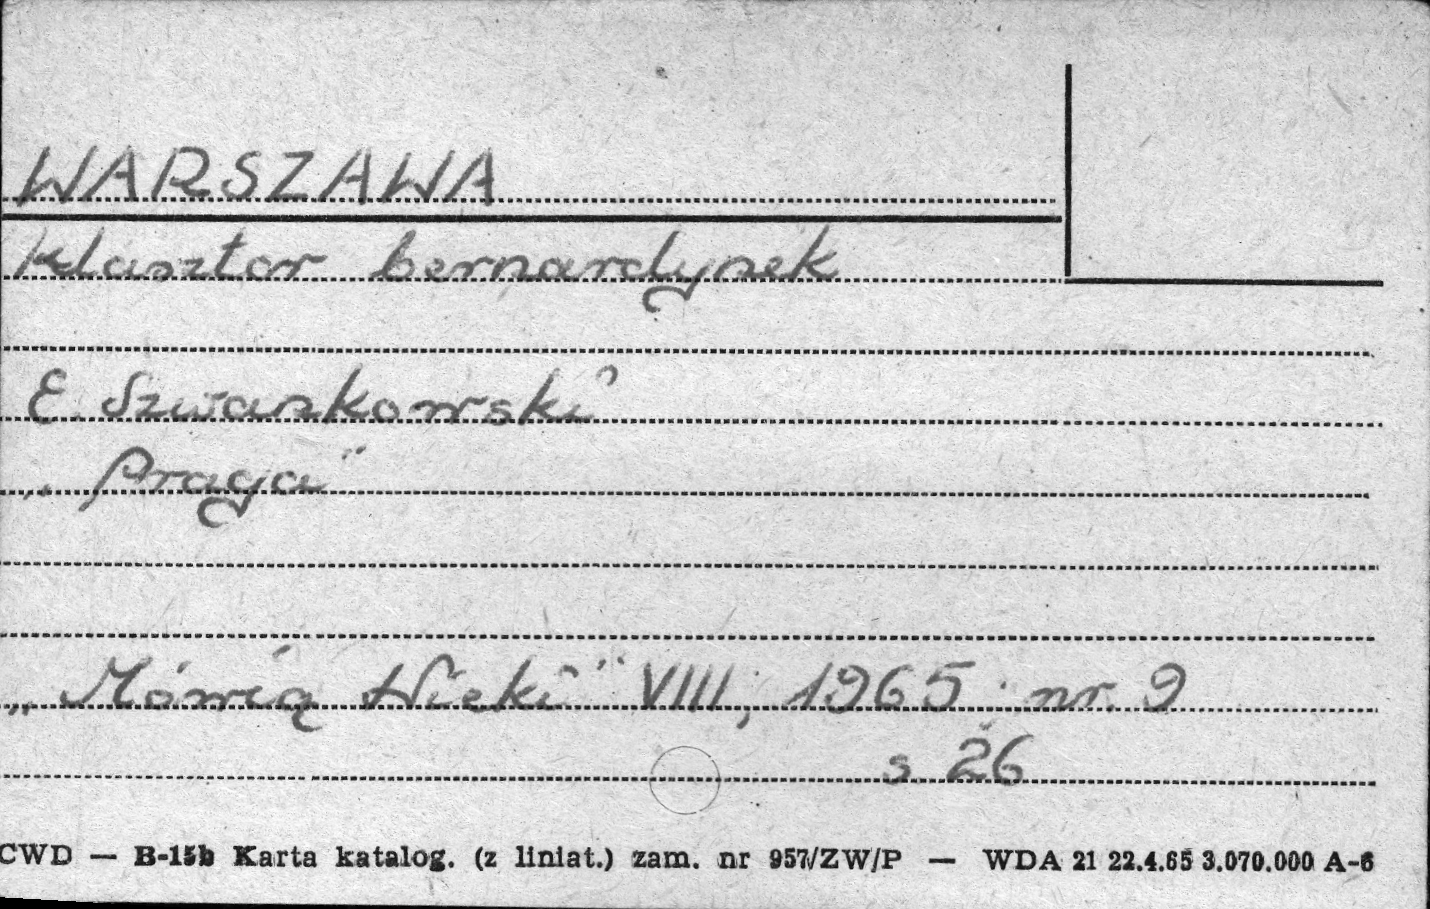 WARSZAWA
Klasztor bernardynek
E. Szwankowski
„Praga"
„Mówią Wieki" VIII, 1965 nr. 9
s 26
CWD — B-15b Karta katalog. (z liniat.) zam. nr 957/ZW/P — WDA 21 22.4.65 3.070.000 A-6